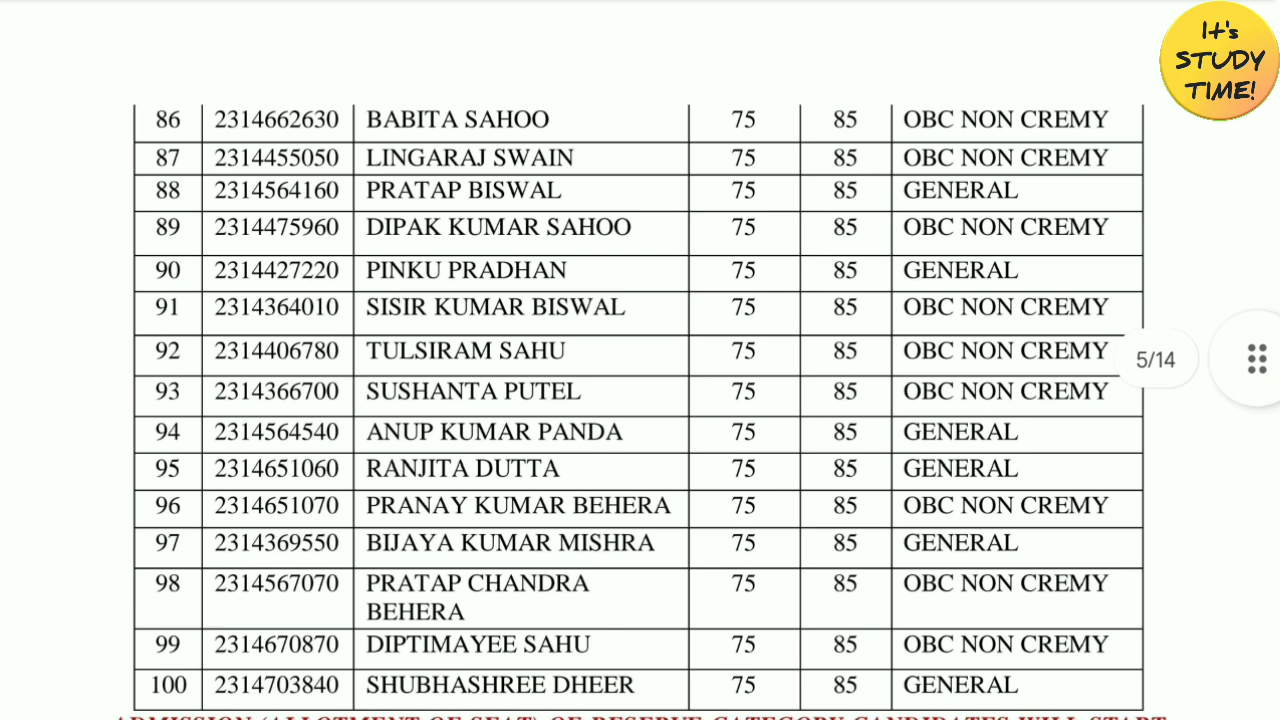 It's
STUDY
TIME!
86 2314662630 BABITA SAHOO 75 85 OBC NON CREMY
87 2314455050 LINGARAJ SWAIN 75 85 OBC NON CREMY
88 2314564160 PRATAP BISWAL 75 85 GENERAL
89 2314475960 DIPAK KUMAR SAHOO 75 85 OBC NON CREMY
90 2314427220 PINKU PRADHAN 75 85 GENERAL
91 2314364010 SISIR KUMAR BISWAL 75 85 OBC NON CREMY
92 2314406780 TULSIRAM SAHU 75 85 OBC NON CREMY
5/14
93 2314366700 SUSHANTA PUTEL 75 85 OBC NON CREMY
94 2314564540 ANUP KUMAR PANDA 75 85 GENERAL
95 2314651060 RANJITA DUTTA 75 85 GENERAL
96 2314651070 PRANAY KUMAR BEHERA 75 85 OBC NON CREMY
97 2314369550 BIJAYA KUMAR MISHRA 75 85 GENERAL
98 2314567070 PRATAP CHANDRA 75 85 OBC NON CREMY
BEHERA
99 2314670870 DIPTIMAYEE SAHU 75 85 OBC NON CREMY
100 2314703840 SHUBHASHREE DHEER 75 85 GENERAL
ADMISSION (ALLOTMENT OF SEAT) OF RESERVE CATEGORY CANDIDATES WILL START